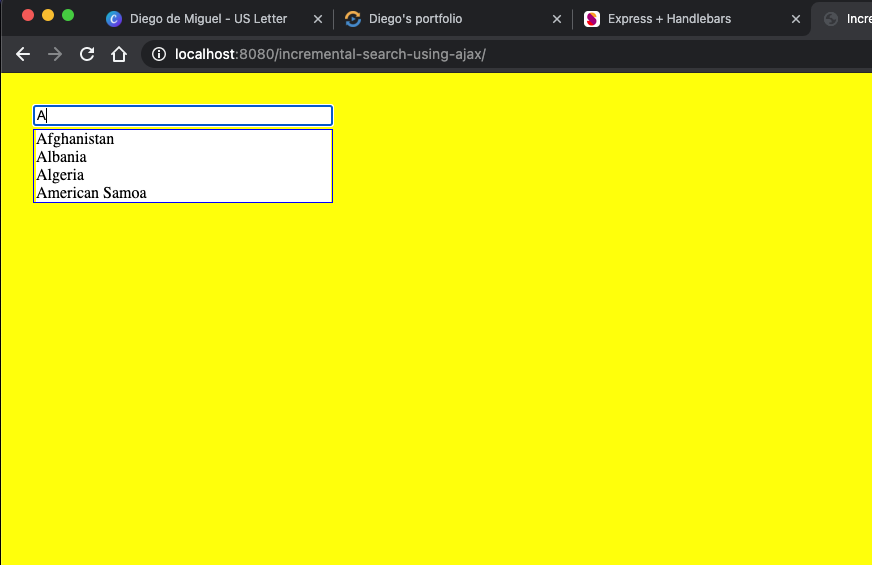 Diego de Miguel - US Letter
Diego's portfolio
Express + Handlebars
Incre
localhost:8080/incremental-search-using-ajax/
A
Afghanistan
Albania
Algeria
American Samoa